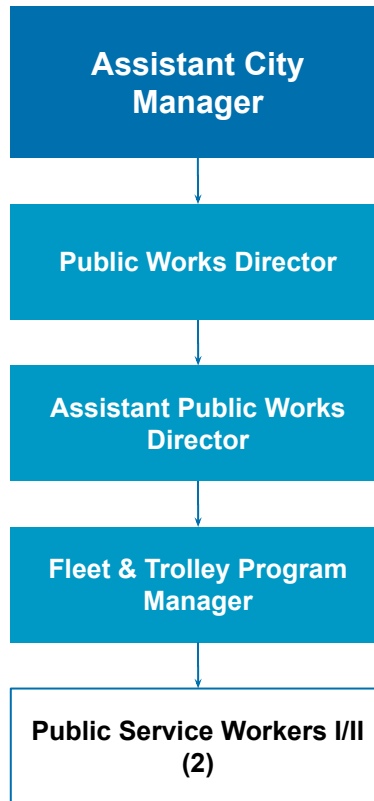 Assistant City
Manager
Public Works Director
Assistant Public Works
Director
Fleet & Trolley Program
Manager
Public Service Workers I/II
(2)